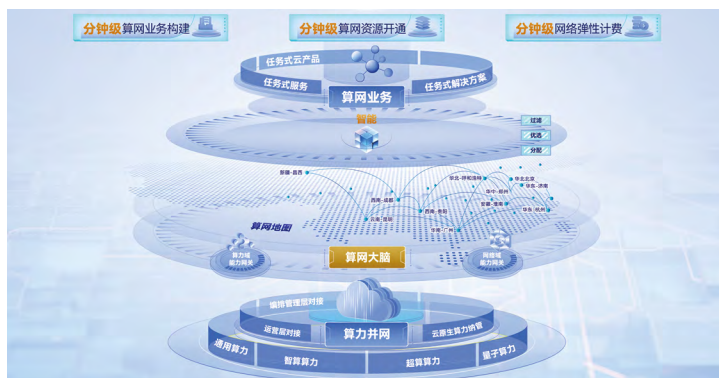 分钟级算网业务构建
分钟级算网资源开通
分钟级网络弹性计费
任务式云产品
任务式服务
任务式解决方案
算网业务
智能
过滤
优选
分配
新疆-昌吉
华北-呼和浩特
华北北京
华东-济南
华中-郑州
西南-成都
安徽-淮南
西南-贵阳
华东-杭州
云南-昆明
华南-广州
算网地图
算力域
能力网关
算网大脑
网络域
能力网关
编排管理层对接
运营层对接
算力并网
云原生算力纳管
通用算力
智算算力
超算算力
量子算力